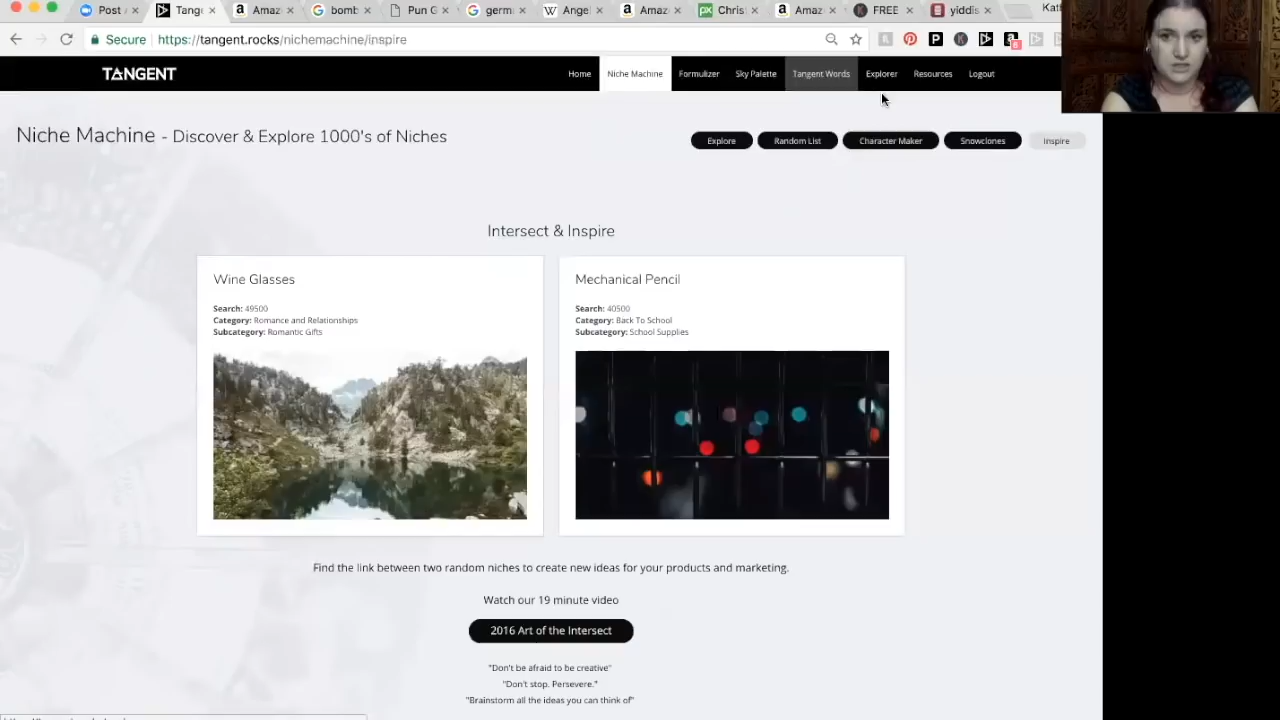 Post
Tang
Amaz
bomb
Pun G
germ
Angel
Amaz
Chris
Amaz
FREE
yiddis
Secure
https://tangent.rocks/nichemachine/inspire
TANGENT
Home
Niche Machine
Formulizer
Sky Palette
Tangent Words
Explorer
Resources
Logout
Niche Machine - Discover & Explore 1000's of Niches
Explore
Random List
Character Maker
Snowclones
Inspire
Intersect & Inspire
Wine Glasses
Search: 49500
Category: Romance and Relationships
Subcategory: Romantic Gifts
Mechanical Pencil
Search: 40500
Category: Back To School
Subcategory: School Supplies
Find the link between two random niches to create new ideas for your products and marketing.
Watch our 19 minute video
2016 Art of the Intersect
"Don't be afraid to be creative"
"Don't stop. Persevere."
"Brainstorm all the ideas you can think of"